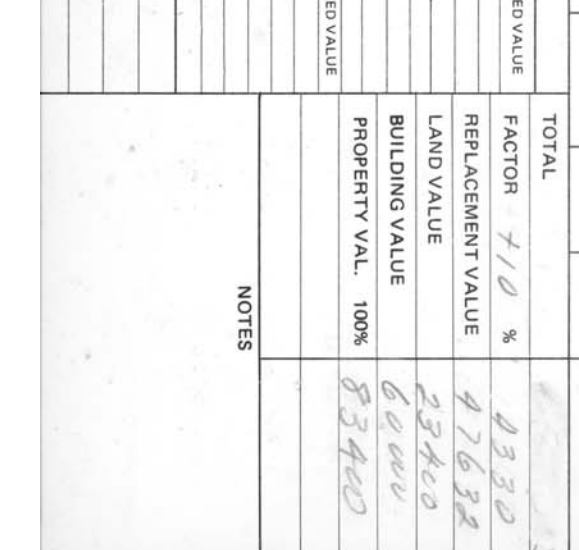 ED VALUE
ED VALUE
TOTAL
FACTOR +10 % 4330
REPLACEMENT VALUE 47632
LAND VALUE 23400
BUILDING VALUE 60000
PROPERTY VAL. 100% 83400
NOTES